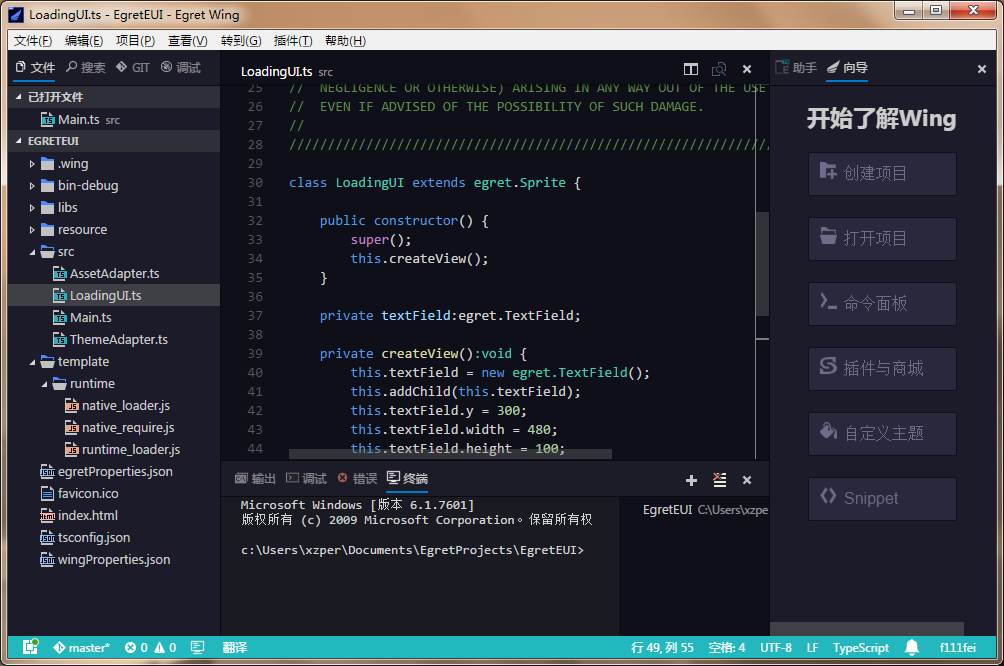 LoadingUI.ts - EgretEUI - Egret Wing
文件(F) 编辑(E) 项目(P) 查看(V) 转到(G) 插件(T) 帮助(H)
文件 搜索 GIT 调试
已打开文件
Main.ts src
EGRETEUI
.wing
bin-debug
libs
resource
src
AssetAdapter.ts
LoadingUI.ts
Main.ts
ThemeAdapter.ts
template
runtime
native_loader.js
native_require.js
runtime_loader.js
egretProperties.json
favicon.ico
index.html
tsconfig.json
wingProperties.json
LoadingUI.ts src
25 // NEGLIGENCE OR OTHERWISE) ARISING IN ANY WAY OUT OF THE USE
26 // EVEN IF ADVISED OF THE POSSIBILITY OF SUCH DAMAGE.
27 //
28 //////////////////////////////////////////////////////////////
29
30 class LoadingUI extends egret.Sprite {
31
32 public constructor() {
33 super();
34 this.createView();
35 }
36
37 private textField:egret.TextField;
38
39 private createView():void {
40 this.textField = new egret.TextField();
41 this.addChild(this.textField);
42 this.textField.y = 300;
43 this.textField.width = 480;
44 this.textField.height = 100;
输出 调试 错误 终端
Microsoft Windows [版本 6.1.7601]
版权所有 (c) 2009 Microsoft Corporation。保留所有权
c:\Users\xzper\Documents\EgretProjects\EgretEUI>
EgretEUI C:\Users\xzpe
助手 向导
开始了解Wing
创建项目
打开项目
命令面板
插件与商城
自定义主题
Snippet
master* 0 0 翻译 行 49, 列 55 空格: 4 UTF-8 LF TypeScript f111fei